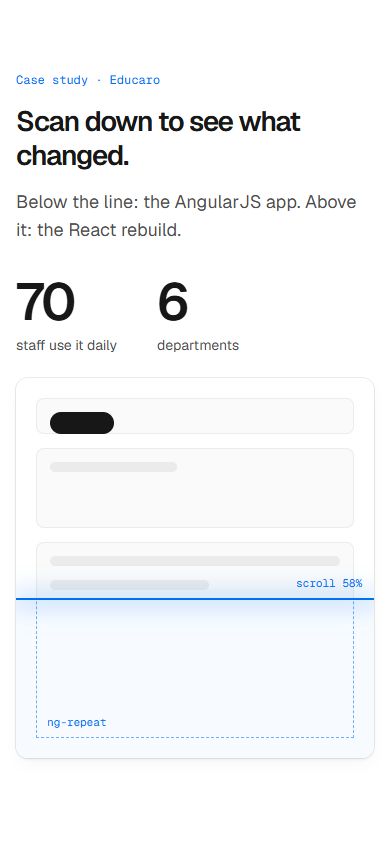 Case study · Educaro
Scan down to see what
changed.
Below the line: the AngularJS app. Above
it: the React rebuild.
70
staff use it daily
6
departments
scroll 58%
ng-repeat